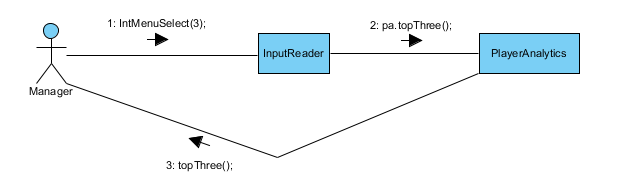 1: IntMenuSelect(3);
2: pa.topThree();
InputReader
PlayerAnalytics
Manager
3: topThree();